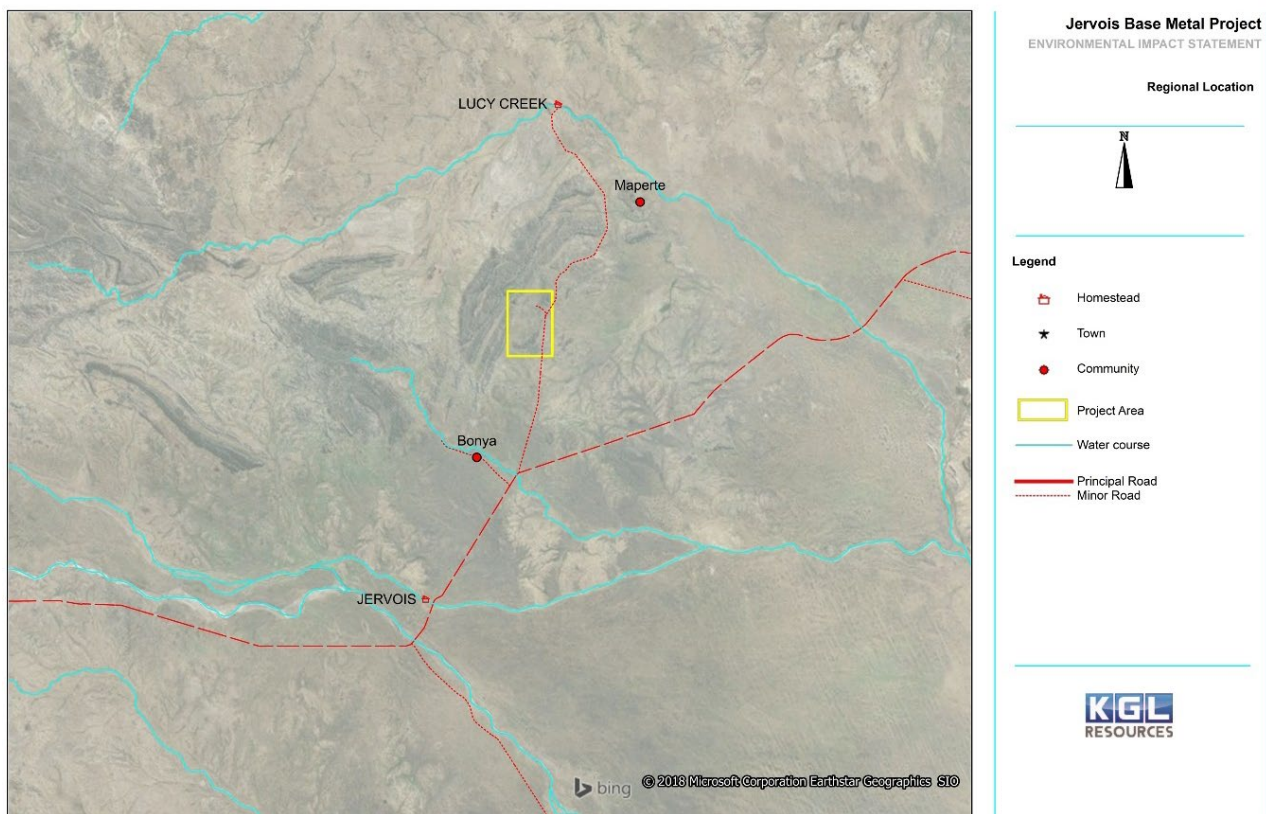 Jervois Base Metal Project
ENVIRONMENTAL IMPACT STATEMENT
Regional Location
N
LUCY CREEK
Maperte
Bonya
JERVOIS
Legend
Homestead
Town
Community
Project Area
Water course
Principal Road
Minor Road
KGL
RESOURCES
bing
© 2018 Microsoft Corporation Earthstar Geographics SIO